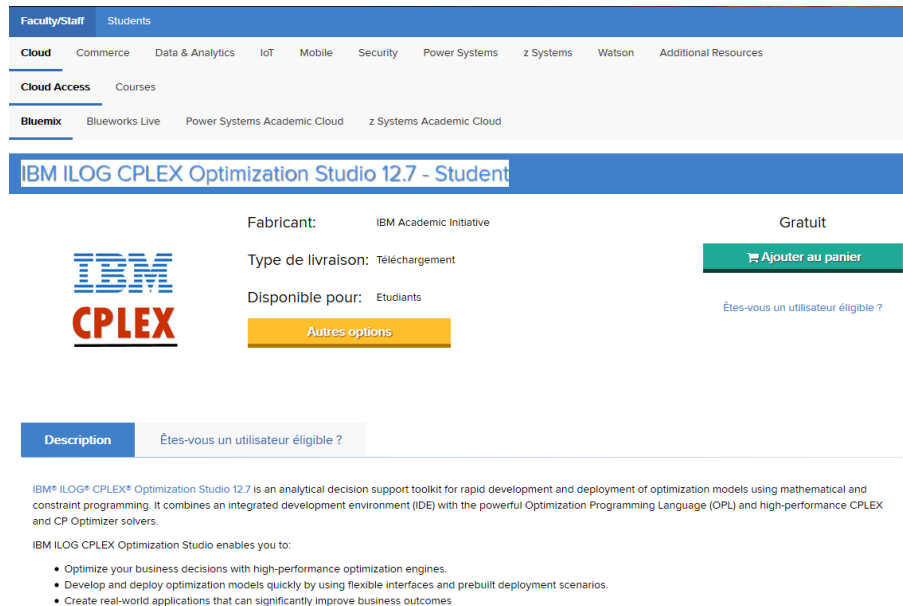 Faculty/Staff Students
Cloud Commerce Data & Analytics IoT Mobile Security Power Systems z Systems Watson Additional Resources
Cloud Access Courses
Bluemix Blueworks Live Power Systems Academic Cloud z Systems Academic Cloud
IBM ILOG CPLEX Optimization Studio 12.7 - Student
Fabricant: IBM Academic Initiative
Gratuit
IBM
CPLEX
Type de livraison: Téléchargement
Ajouter au panier
Disponible pour: Etudiants
Êtes-vous un utilisateur éligible ?
Autres options
Description Êtes-vous un utilisateur éligible ?
IBM® ILOG® CPLEX® Optimization Studio 12.7 is an analytical decision support toolkit for rapid development and deployment of optimization models using mathematical and
constraint programming. It combines an integrated development environment (IDE) with the powerful Optimization Programming Language (OPL) and high-performance CPLEX
and CP Optimizer solvers.
IBM ILOG CPLEX Optimization Studio enables you to:
• Optimize your business decisions with high-performance optimization engines.
• Develop and deploy optimization models quickly by using flexible interfaces and prebuilt deployment scenarios.
• Create real-world applications that can significantly improve business outcomes